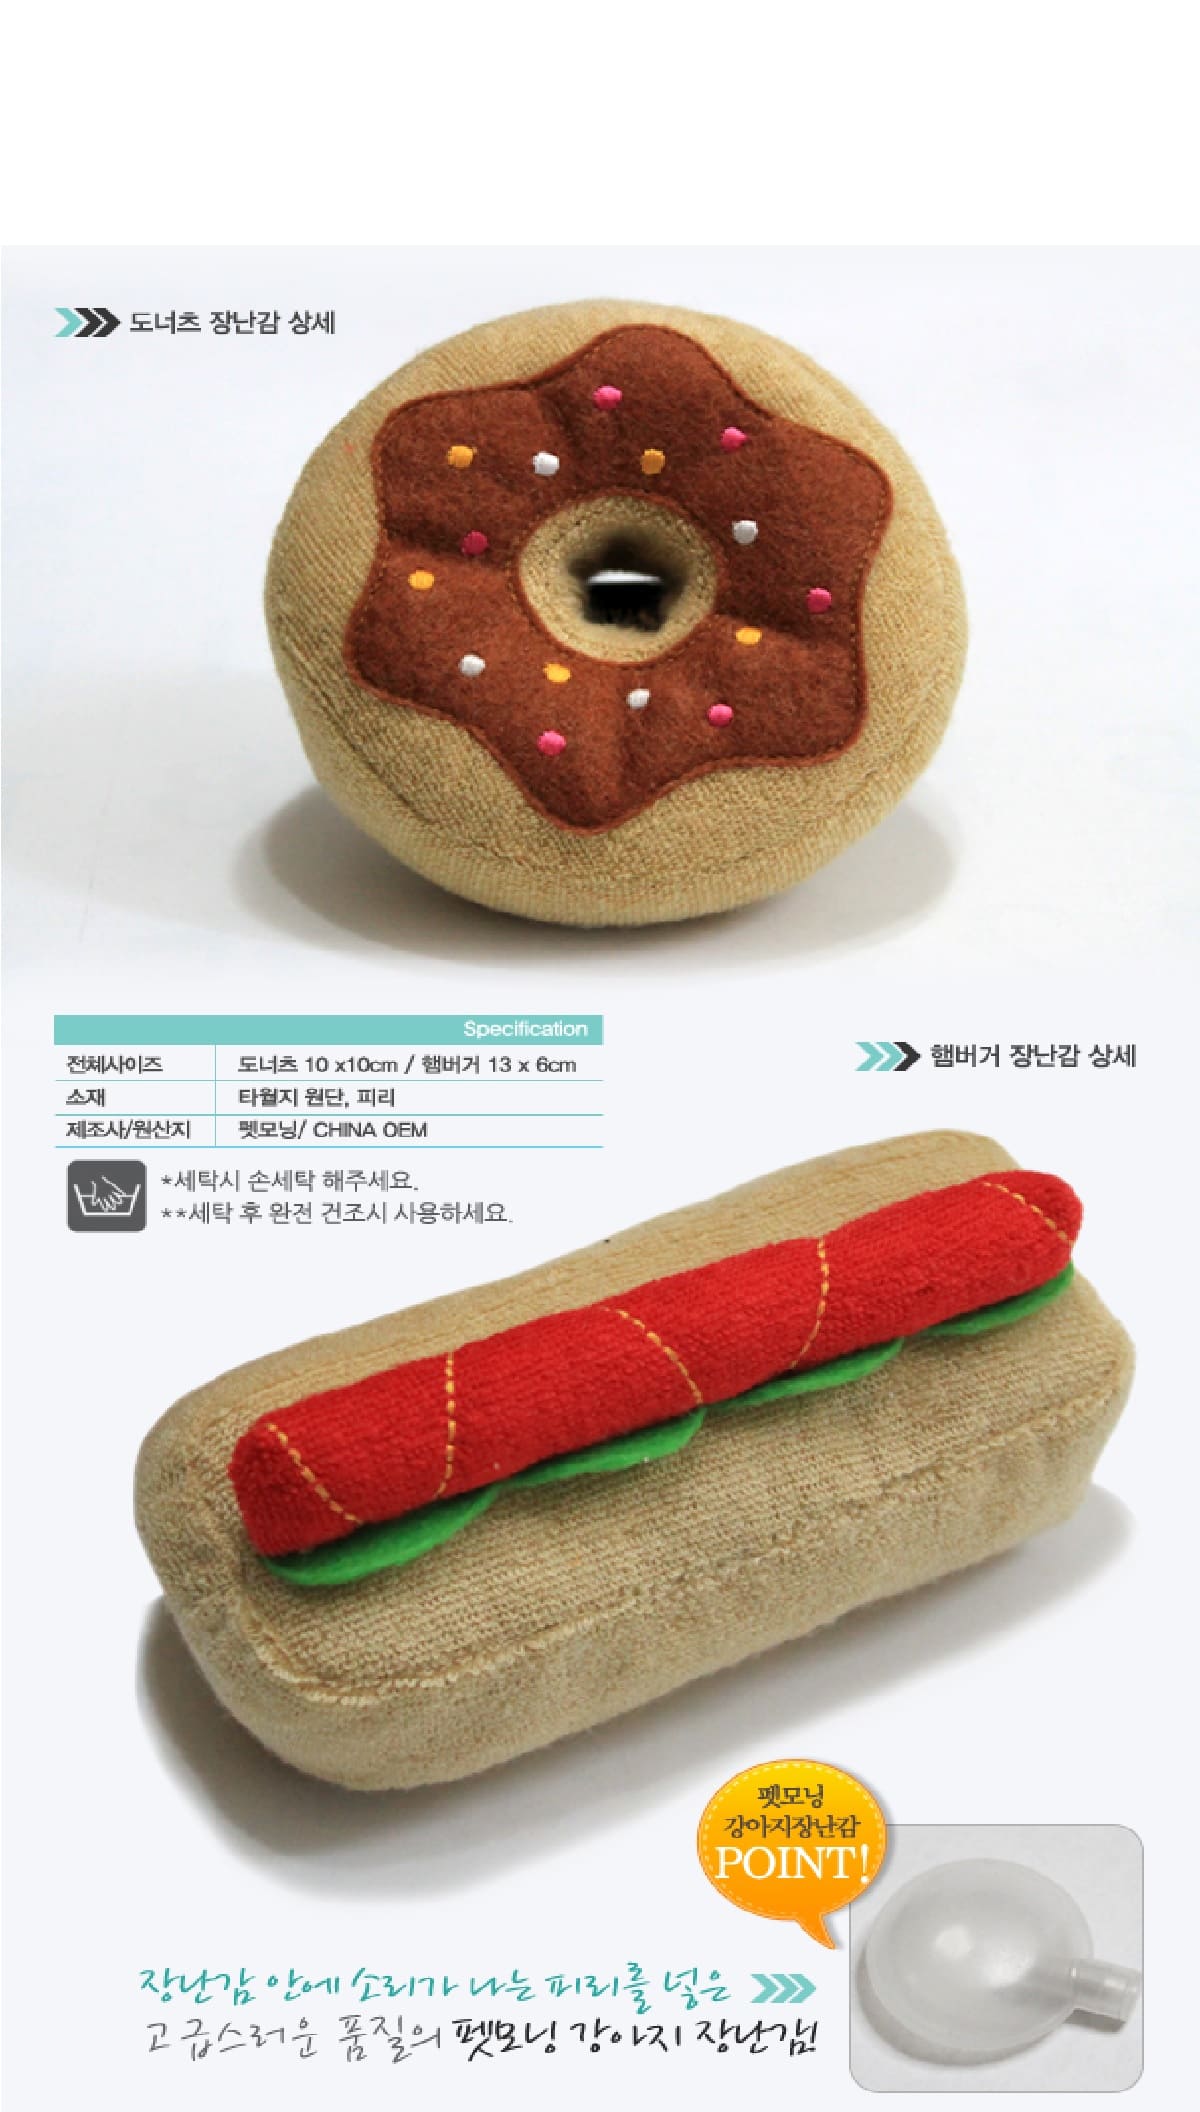 도너츠 장난감 상세
Specification
전체사이즈 도너츠 10 x10cm / 햄버거 13 x 6cm
소재 타월지 원단, 피리
제조사/원산지 펫모닝/ CHINA OEM
햄버거 장난감 상세
*세탁시 손세탁 해주세요.
**세탁 후 완전 건조시 사용하세요.
펫모닝
강아지장난감
POINT!
장난감 안에 소리가 나는 피리를 넣은
고급스러운 품질의 펫모닝 강아지 장난감!